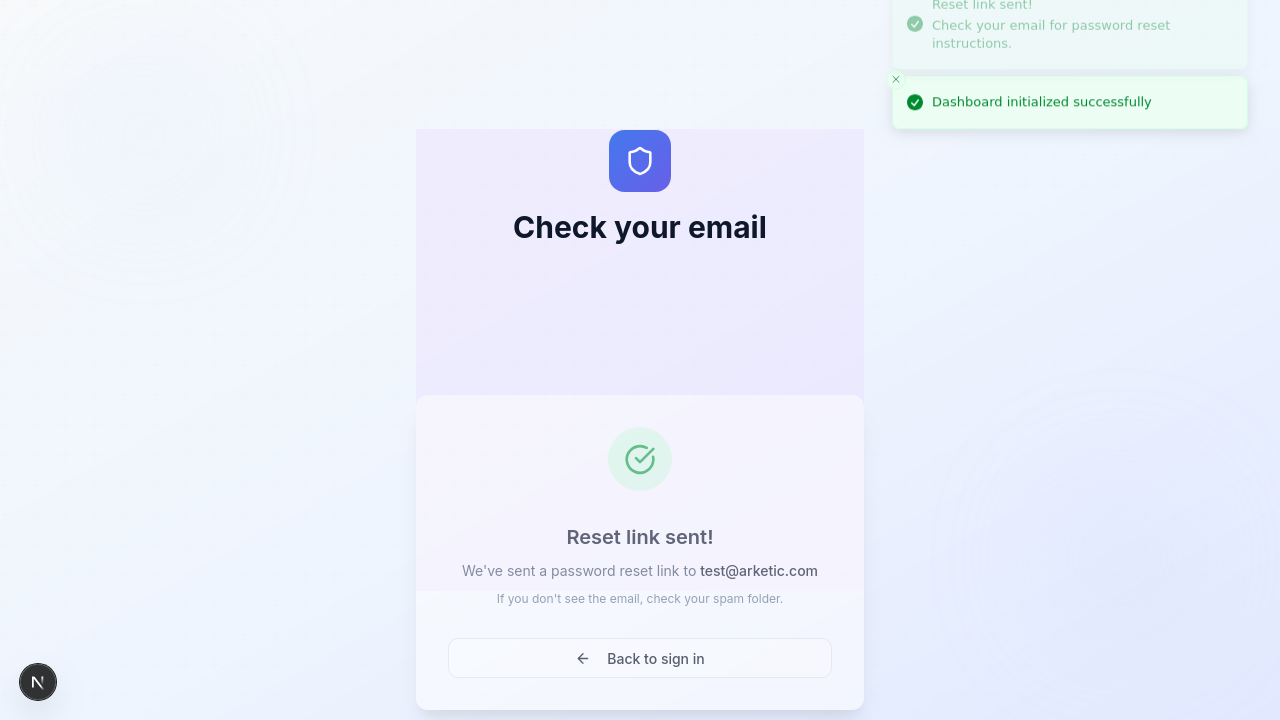 Reset link sent!
Check your email for password reset
instructions.
Dashboard initialized successfully
Check your email
Reset link sent!
We've sent a password reset link to test@arketic.com
If you don't see the email, check your spam folder.
Back to sign in
N